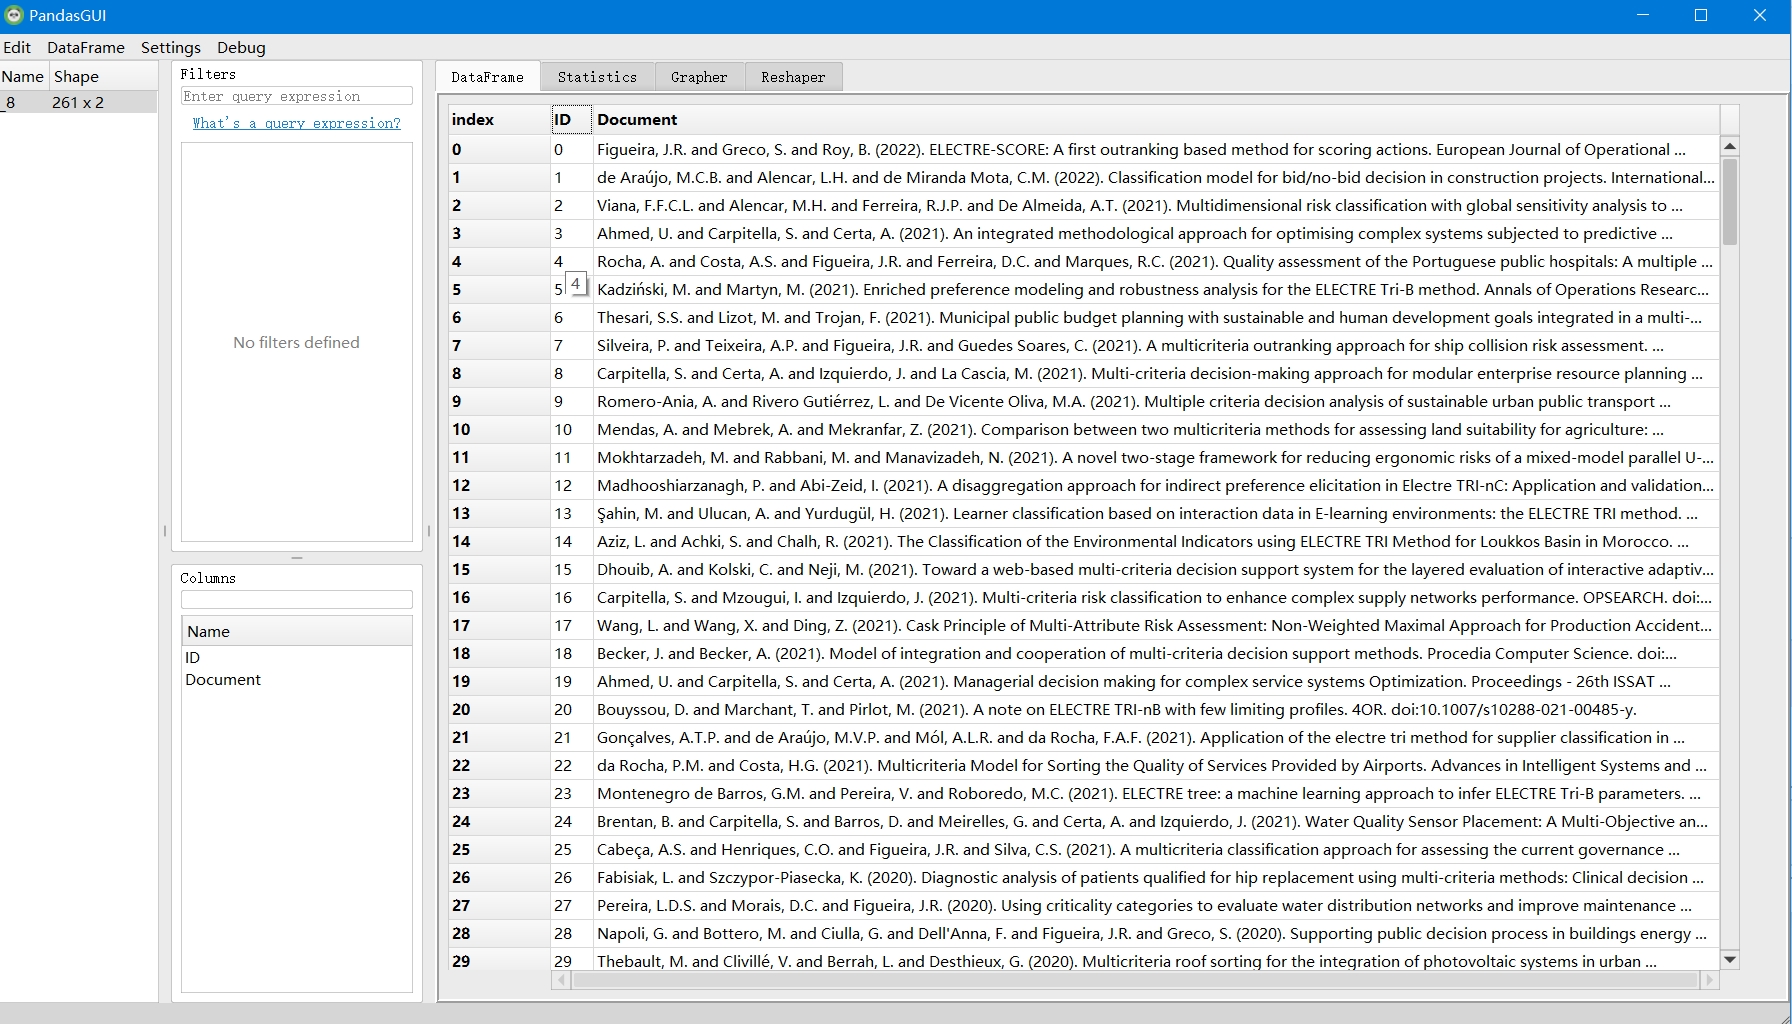 PandasGUI
Edit DataFrame Settings Debug
Name Shape
_8 261 x 2
Filters
Enter query expression
What's a query expression?
No filters defined
Columns
Name
ID
Document
DataFrame Statistics Grapher Reshaper
index ID Document
0 0 Figueira, J.R. and Greco, S. and Roy, B. (2022). ELECTRE-SCORE: A first outranking based method for scoring actions. European Journal of Operational ...
1 1 de Araújo, M.C.B. and Alencar, L.H. and de Miranda Mota, C.M. (2022). Classification model for bid/no-bid decision in construction projects. International...
2 2 Viana, F.F.C.L. and Alencar, M.H. and Ferreira, R.J.P. and De Almeida, A.T. (2021). Multidimensional risk classification with global sensitivity analysis to ...
3 3 Ahmed, U. and Carpitella, S. and Certa, A. (2021). An integrated methodological approach for optimising complex systems subjected to predictive ...
4 4 Rocha, A. and Costa, A.S. and Figueira, J.R. and Ferreira, D.C. and Marques, R.C. (2021). Quality assessment of the Portuguese public hospitals: A multiple ...
4
5 5 Kadziński, M. and Martyn, M. (2021). Enriched preference modeling and robustness analysis for the ELECTRE Tri-B method. Annals of Operations Researc...
6 6 Thesari, S.S. and Lizot, M. and Trojan, F. (2021). Municipal public budget planning with sustainable and human development goals integrated in a multi-...
7 7 Silveira, P. and Teixeira, A.P. and Figueira, J.R. and Guedes Soares, C. (2021). A multicriteria outranking approach for ship collision risk assessment. ...
8 8 Carpitella, S. and Certa, A. and Izquierdo, J. and La Cascia, M. (2021). Multi-criteria decision-making approach for modular enterprise resource planning ...
9 9 Romero-Ania, A. and Rivero Gutiérrez, L. and De Vicente Oliva, M.A. (2021). Multiple criteria decision analysis of sustainable urban public transport ...
10 10 Mendas, A. and Mebrek, A. and Mekranfar, Z. (2021). Comparison between two multicriteria methods for assessing land suitability for agriculture: ...
11 11 Mokhtarzadeh, M. and Rabbani, M. and Manavizadeh, N. (2021). A novel two-stage framework for reducing ergonomic risks of a mixed-model parallel U-...
12 12 Madhooshiarzanagh, P. and Abi-Zeid, I. (2021). A disaggregation approach for indirect preference elicitation in Electre TRI-nC: Application and validation...
13 13 Şahin, M. and Ulucan, A. and Yurdugül, H. (2021). Learner classification based on interaction data in E-learning environments: the ELECTRE TRI method. ...
14 14 Aziz, L. and Achki, S. and Chalh, R. (2021). The Classification of the Environmental Indicators using ELECTRE TRI Method for Loukkos Basin in Morocco. ...
15 15 Dhouib, A. and Kolski, C. and Neji, M. (2021). Toward a web-based multi-criteria decision support system for the layered evaluation of interactive adaptiv...
16 16 Carpitella, S. and Mzougui, I. and Izquierdo, J. (2021). Multi-criteria risk classification to enhance complex supply networks performance. OPSEARCH. doi:...
17 17 Wang, L. and Wang, X. and Ding, Z. (2021). Cask Principle of Multi-Attribute Risk Assessment: Non-Weighted Maximal Approach for Production Accident...
18 18 Becker, J. and Becker, A. (2021). Model of integration and cooperation of multi-criteria decision support methods. Procedia Computer Science. doi:...
19 19 Ahmed, U. and Carpitella, S. and Certa, A. (2021). Managerial decision making for complex service systems Optimization. Proceedings - 26th ISSAT ...
20 20 Bouyssou, D. and Marchant, T. and Pirlot, M. (2021). A note on ELECTRE TRI-nB with few limiting profiles. 4OR. doi:10.1007/s10288-021-00485-y.
21 21 Gonçalves, A.T.P. and de Araújo, M.V.P. and Mól, A.L.R. and da Rocha, F.A.F. (2021). Application of the electre tri method for supplier classification in ...
22 22 da Rocha, P.M. and Costa, H.G. (2021). Multicriteria Model for Sorting the Quality of Services Provided by Airports. Advances in Intelligent Systems and ...
23 23 Montenegro de Barros, G.M. and Pereira, V. and Roboredo, M.C. (2021). ELECTRE tree: a machine learning approach to infer ELECTRE Tri-B parameters. ...
24 24 Brentan, B. and Carpitella, S. and Barros, D. and Meirelles, G. and Certa, A. and Izquierdo, J. (2021). Water Quality Sensor Placement: A Multi-Objective an...
25 25 Cabeça, A.S. and Henriques, C.O. and Figueira, J.R. and Silva, C.S. (2021). A multicriteria classification approach for assessing the current governance ...
26 26 Fabisiak, L. and Szczypor-Piasecka, K. (2020). Diagnostic analysis of patients qualified for hip replacement using multi-criteria methods: Clinical decision ...
27 27 Pereira, L.D.S. and Morais, D.C. and Figueira, J.R. (2020). Using criticality categories to evaluate water distribution networks and improve maintenance ...
28 28 Napoli, G. and Bottero, M. and Ciulla, G. and Dell'Anna, F. and Figueira, J.R. and Greco, S. (2020). Supporting public decision process in buildings energy ...
29 29 Thebault, M. and Clivillé, V. and Berrah, L. and Desthieux, G. (2020). Multicriteria roof sorting for the integration of photovoltaic systems in urban ...